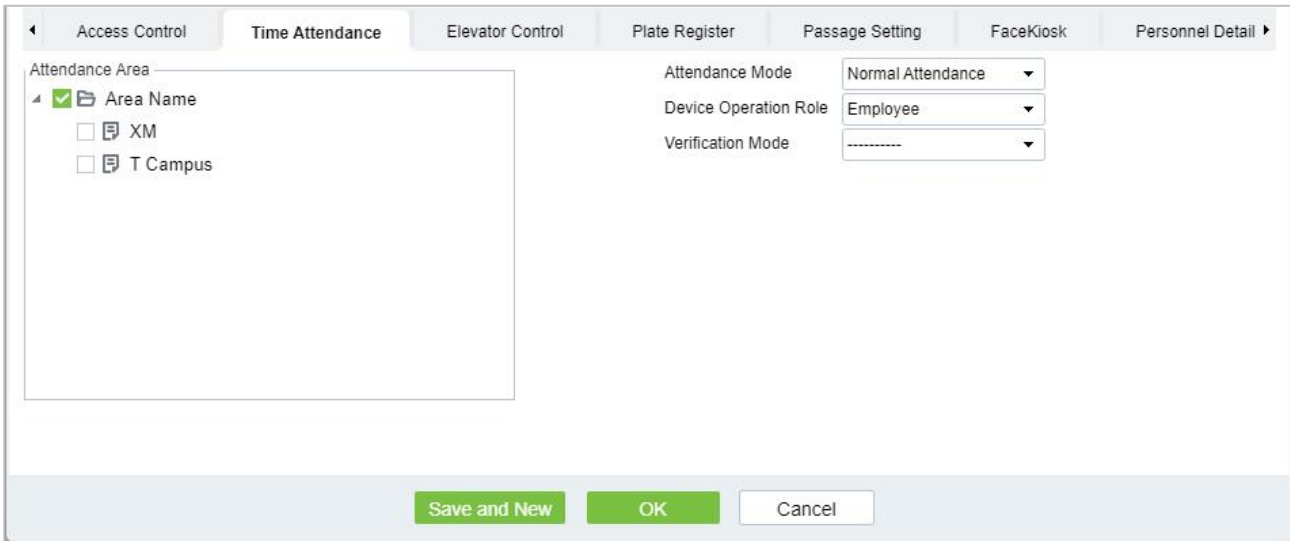 Access Control Time Attendance Elevator Control Plate Register Passage Setting FaceKiosk Personnel Detail
Attendance Area
Area Name
XM
T Campus
Attendance Mode Normal Attendance
Device Operation Role Employee
Verification Mode ----------
Save and New OK Cancel